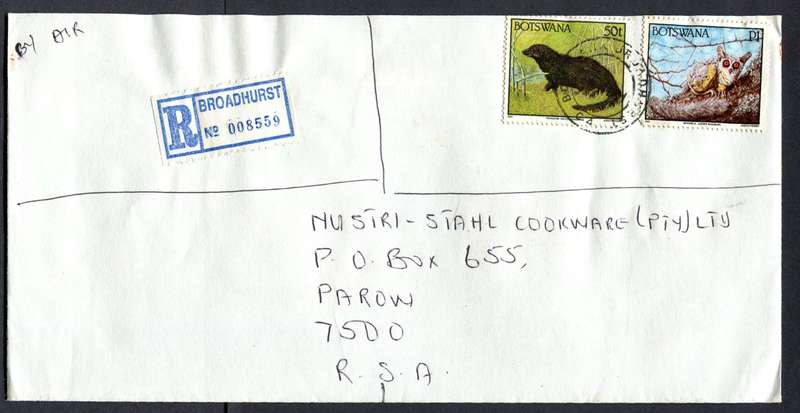 BY AIR
BOTSWANA 50t
BOTSWANA P1
R BROADHURST
No 008559
NUSTRI-STAHL COOKWARE (PTY) LTD
P. O. BOX 655,
PAROW
7500
R. S. A.